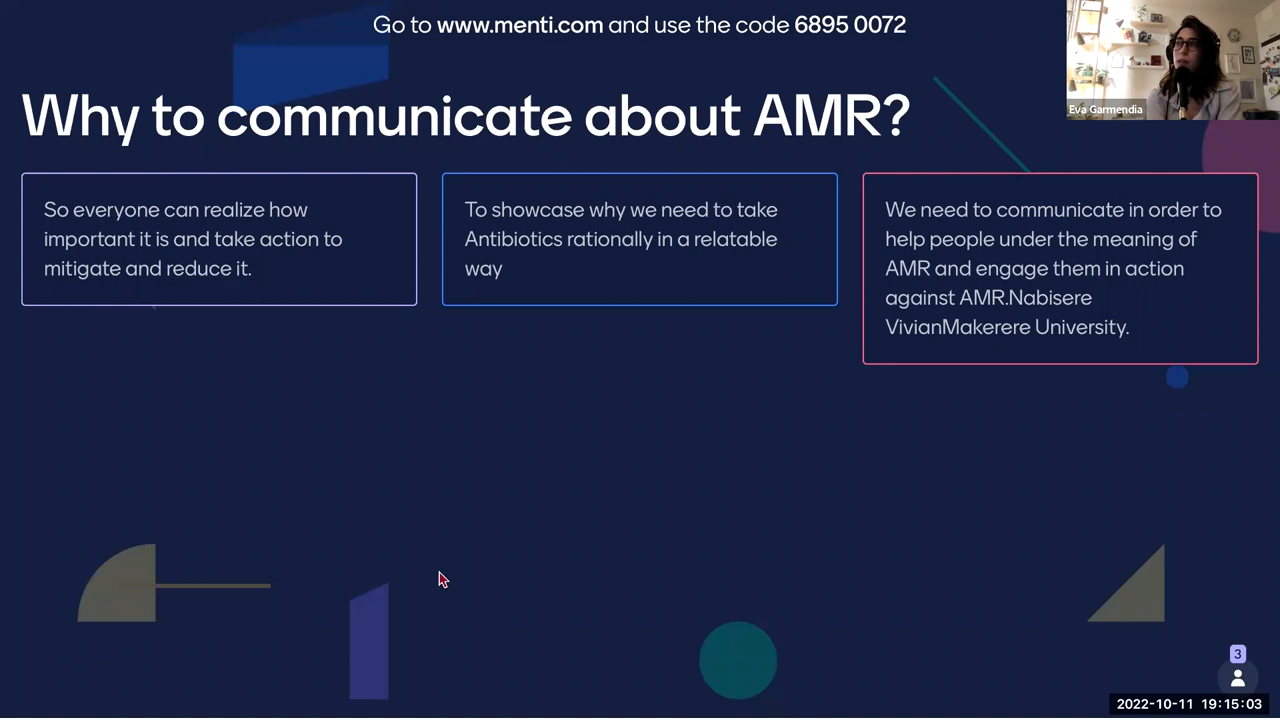 Go to www.menti.com and use the code 6895 0072
Eva Garmendia
Why to communicate about AMR?
So everyone can realize how
important it is and take action to
mitigate and reduce it.
To showcase why we need to take
Antibiotics rationally in a relatable
way
We need to communicate in order to
help people under the meaning of
AMR and engage them in action
against AMR.Nabisere
VivianMakerere University.
3
2022-10-11 19:15:03